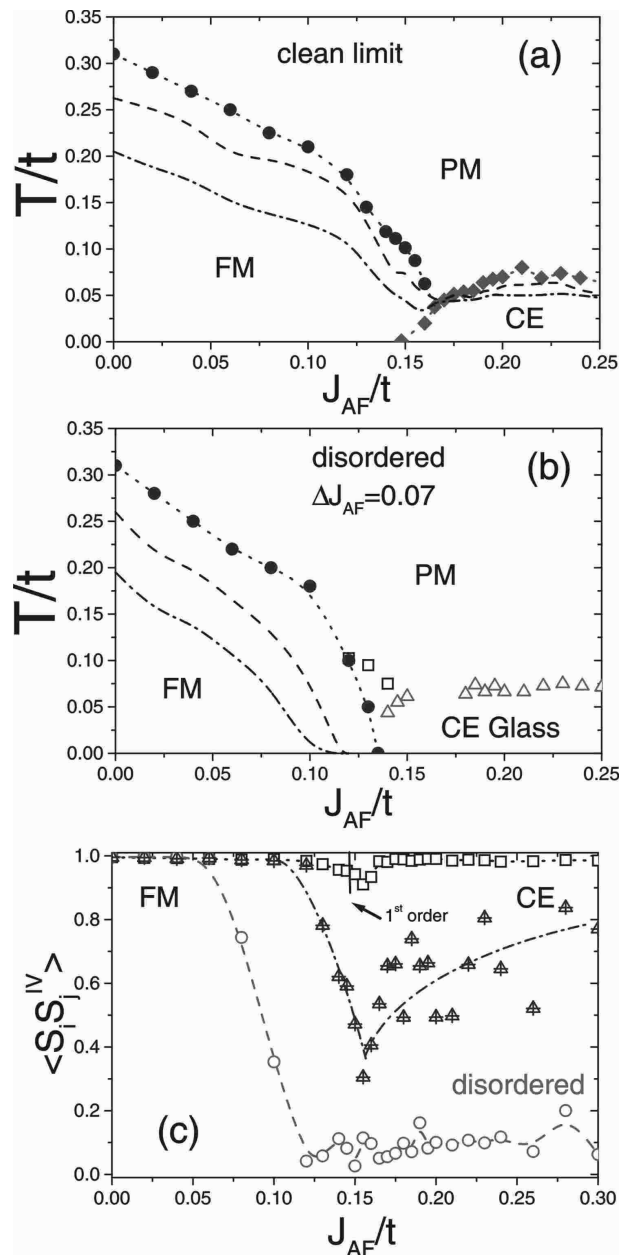 0.35
clean limit
(a)
0.30
0.25
0.20
T/t
PM
0.15
0.10
FM
0.05
CE
0.00
0.00 0.05 0.10 0.15 0.20 0.25
J_AF/t
0.35
disordered
(b)
0.30
ΔJ_AF=0.07
0.25
0.20
T/t
PM
0.15
0.10
FM
0.05
CE Glass
0.00
0.00 0.05 0.10 0.15 0.20 0.25
J_AF/t
1.0
FM
CE
1st order
0.8
0.6
<S_iS_j^IV>
0.4
disordered
0.2
(c)
0.0
0.00 0.05 0.10 0.15 0.20 0.25 0.30
J_AF/t